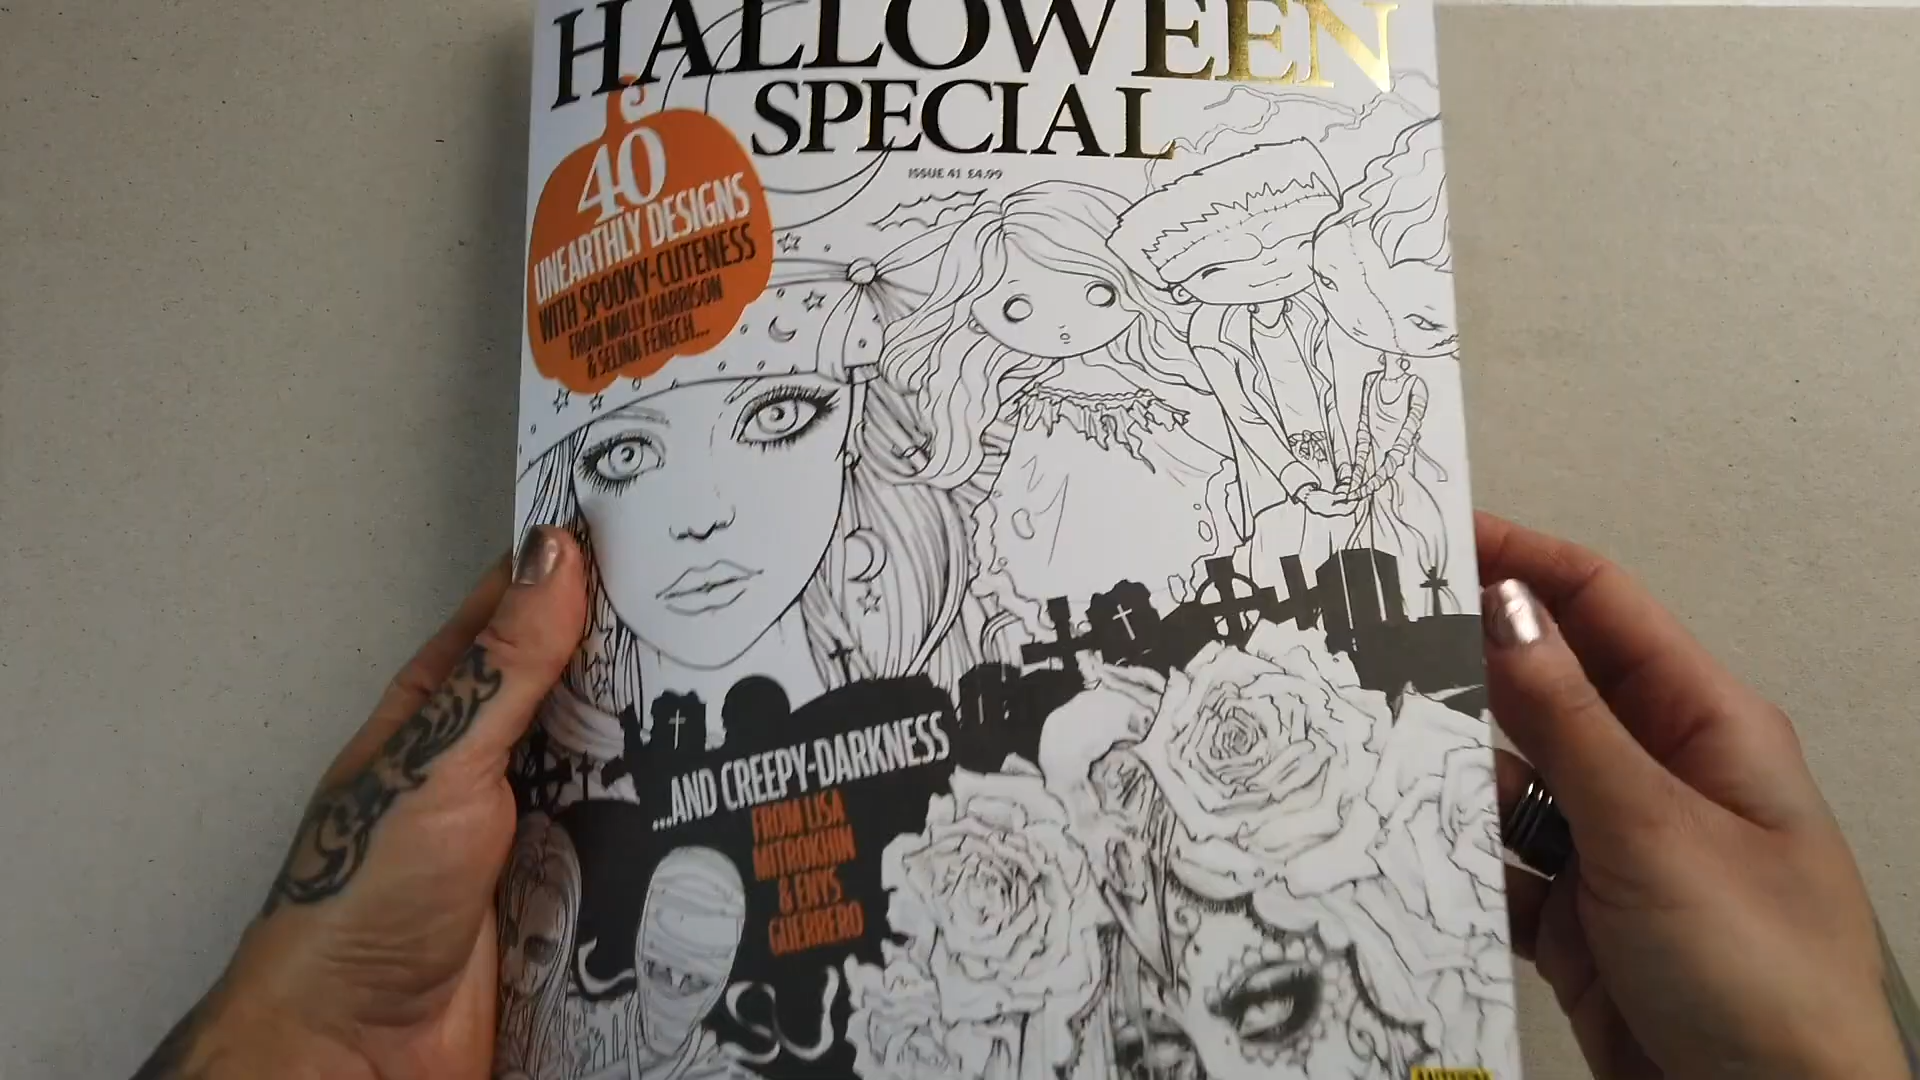 HALLOWEEN
SPECIAL
ISSUE 41 £4.99
40
UNEARTHLY DESIGNS
WITH SPOOKY-CUTENESS
FROM MOLLY HARRISON
& SELINA FENECH...
...AND CREEPY-DARKNESS
FROM LISA
MITROKHIN
& ENYS
GUERRERO